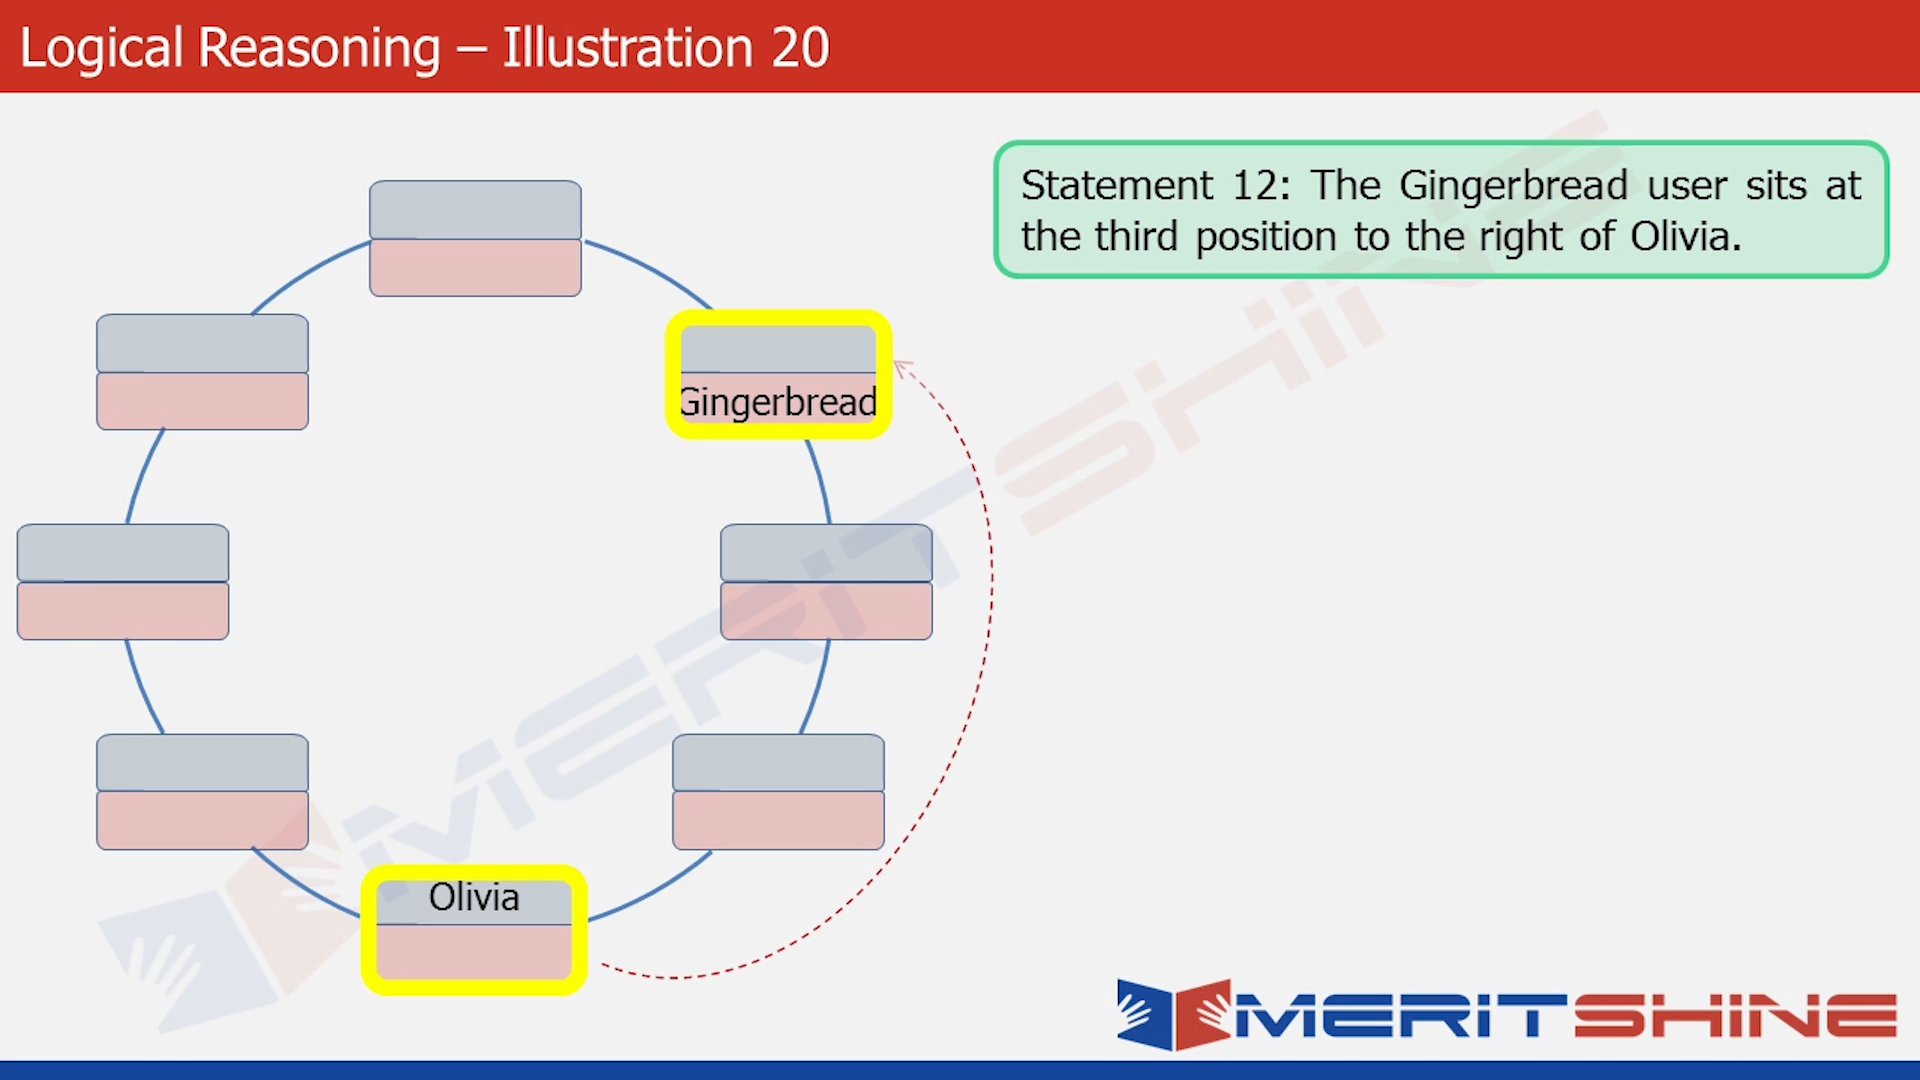 Logical Reasoning – Illustration 20
Statement 12: The Gingerbread user sits at
the third position to the right of Olivia.
Gingerbread
Olivia
MERITSHINE
MERITSHINE